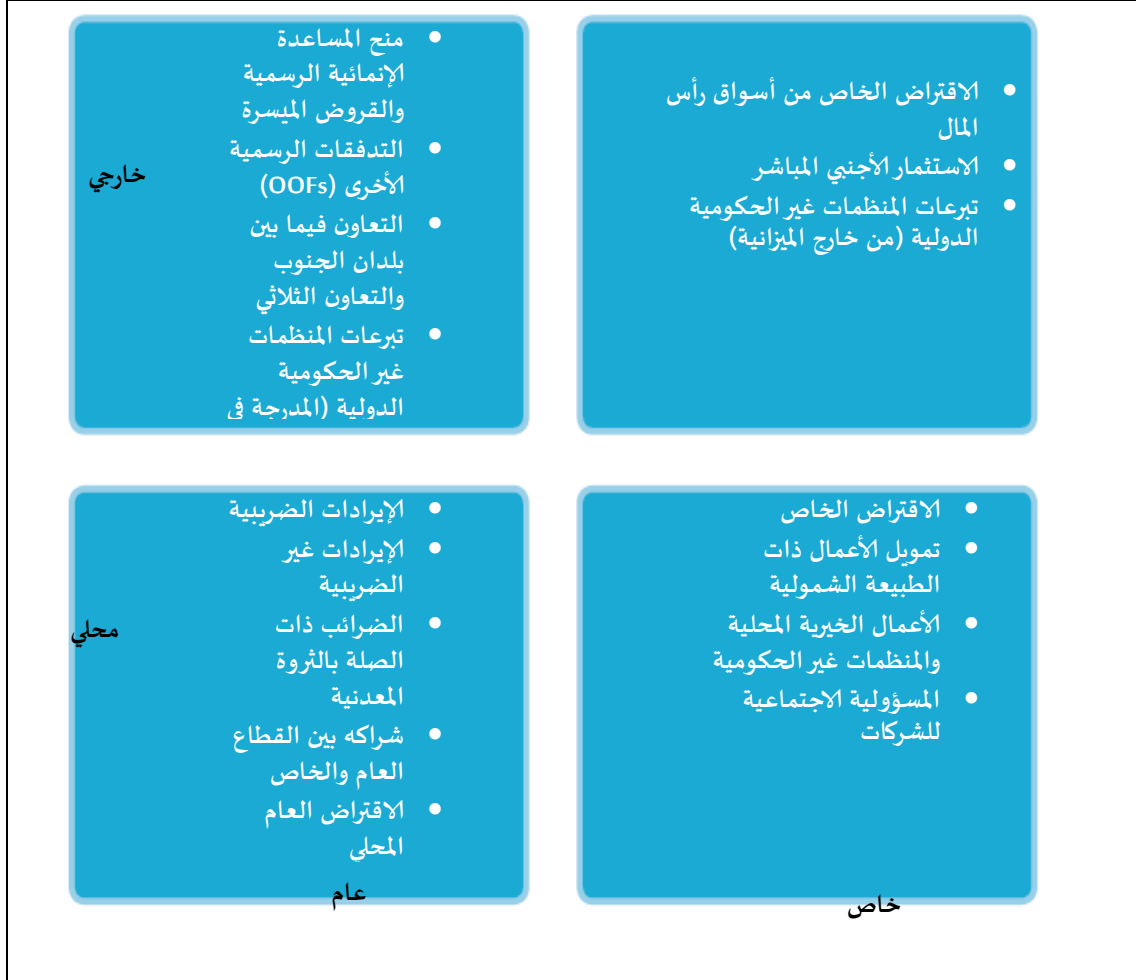 • الاقتراض الخاص من أسواق رأس
المال
• الاستثمار الأجنبي المباشر
• تبرعات المنظمات غير الحكومية
الدولية (من خارج الميزانية)
• منح المساعدة
الإنمائية الرسمية
والقروض الميسرة
• التدفقات الرسمية
الأخرى (OOFs)
• التعاون فيما بين
بلدان الجنوب
والتعاون الثلاثي
• تبرعات المنظمات
غير الحكومية
الدولية (المدرجة في
خارجي
• الاقتراض الخاص
• تمويل الأعمال ذات
الطبيعة الشمولية
• الأعمال الخيرية المحلية
والمنظمات غير الحكومية
• المسؤولية الاجتماعية
للشركات
خاص
• الإيرادات الضريبية
• الإيرادات غير
الضريبية
• الضرائب ذات
الصلة بالثروة
المعدنية
• شراكه بين القطاع
العام والخاص
• الاقتراض العام
المحلي
محلي
عام